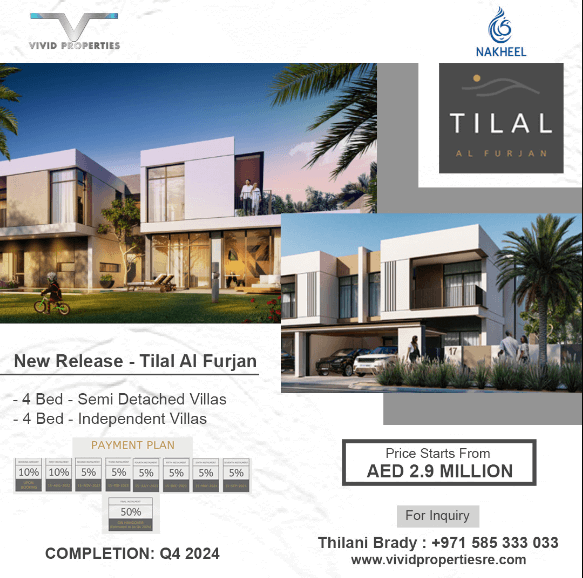 VIVID PROPERTIES
NAKHEEL
TILAL
AL FURJAN
17
New Release - Tilal Al Furjan
- 4 Bed - Semi Detached Villas
- 4 Bed - Independent Villas
PAYMENT PLAN
10% 10% 5% 5% 5% 5% 5% 5%
50%
COMPLETION: Q4 2024
Price Starts From
AED 2.9 MILLION
For Inquiry
Thilani Brady : +971 585 333 033
www.vividpropertiesre.com